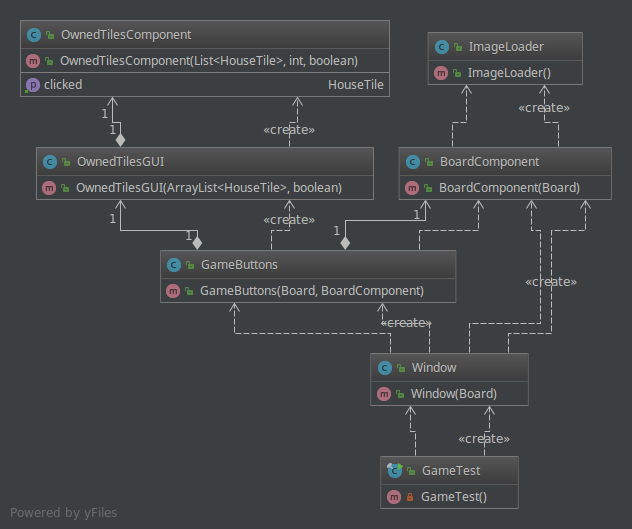 OwnedTilesComponent
OwnedTilesComponent(List<HouseTile>, int, boolean)
clicked HouseTile
ImageLoader
ImageLoader()
1
1
«create»
«create»
OwnedTilesGUI
OwnedTilesGUI(ArrayList<HouseTile>, boolean)
BoardComponent
BoardComponent(Board)
1
«create»
1
1
1
GameButtons
GameButtons(Board, BoardComponent)
«create»
«create»
Window
Window(Board)
«create»
GameTest
GameTest()
Powered by yFiles